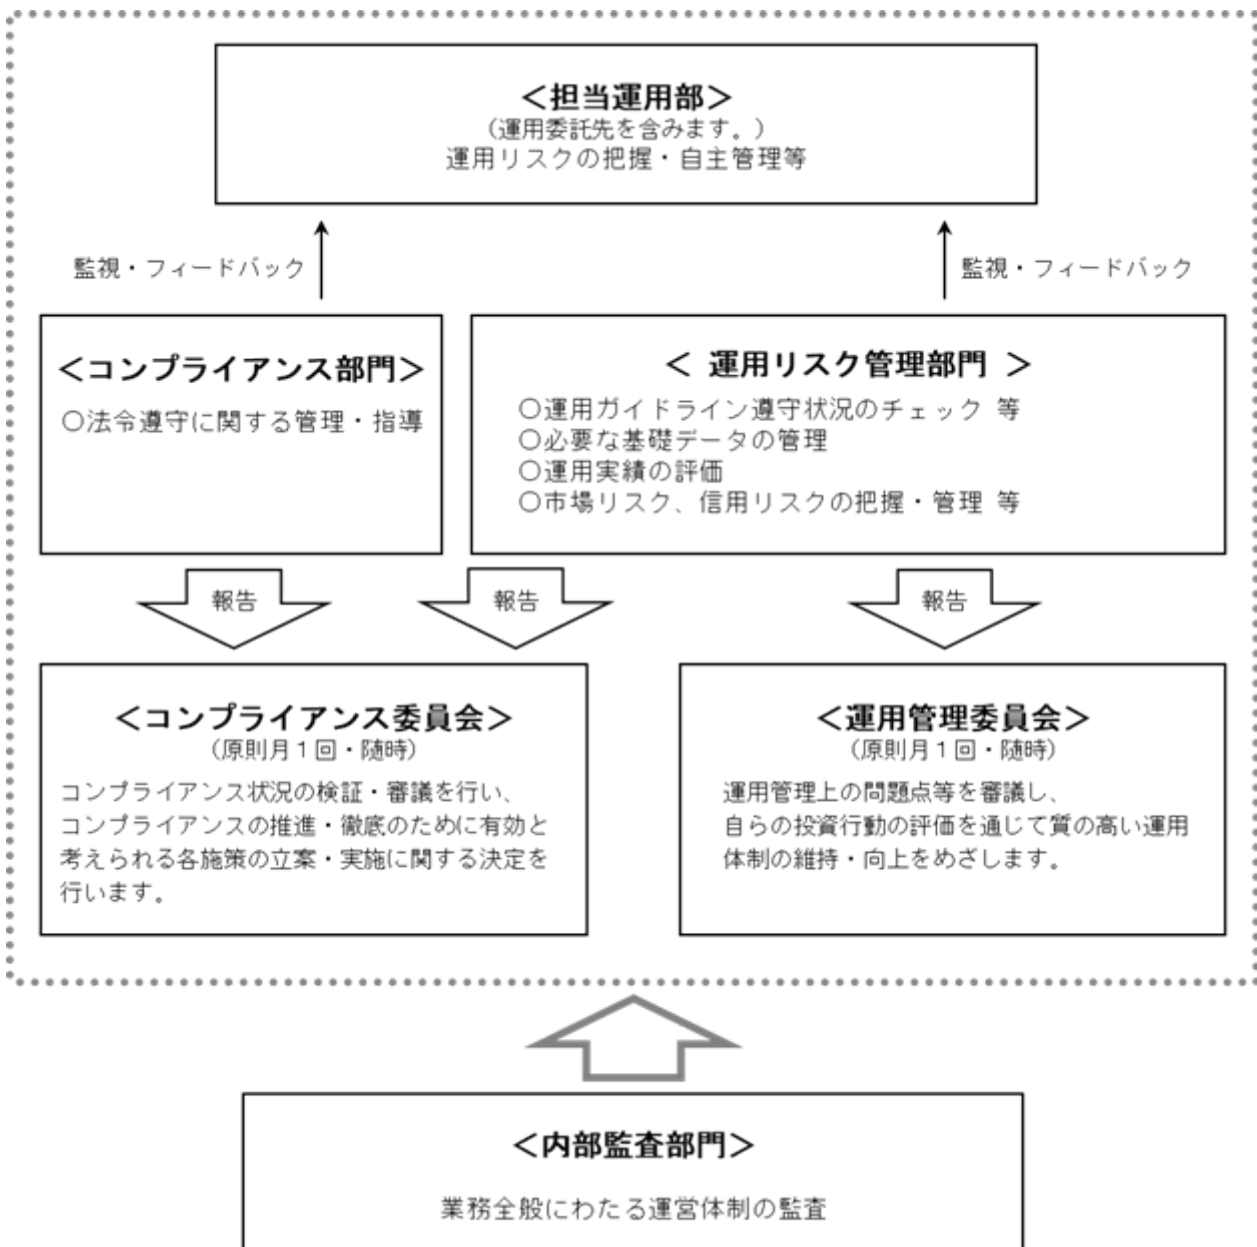 ＜担当運用部＞
（運用委託先を含みます。）
運用リスクの把握・自主管理等
監視・フィードバック
監視・フィードバック
＜コンプライアンス部門＞
○法令遵守に関する管理・指導
＜ 運用リスク管理部門 ＞
○運用ガイドライン遵守状況のチェック 等
○必要な基礎データの管理
○運用実績の評価
○市場リスク、信用リスクの把握・管理 等
報告
報告
報告
＜コンプライアンス委員会＞
（原則月１回・随時）
コンプライアンス状況の検証・審議を行い、
コンプライアンスの推進・徹底のために有効と
考えられる各施策の立案・実施に関する決定を
行います。
＜運用管理委員会＞
（原則月１回・随時）
運用管理上の問題点等を審議し、
自らの投資行動の評価を通じて質の高い運用
体制の維持・向上をめざします。
＜内部監査部門＞
業務全般にわたる運営体制の監査